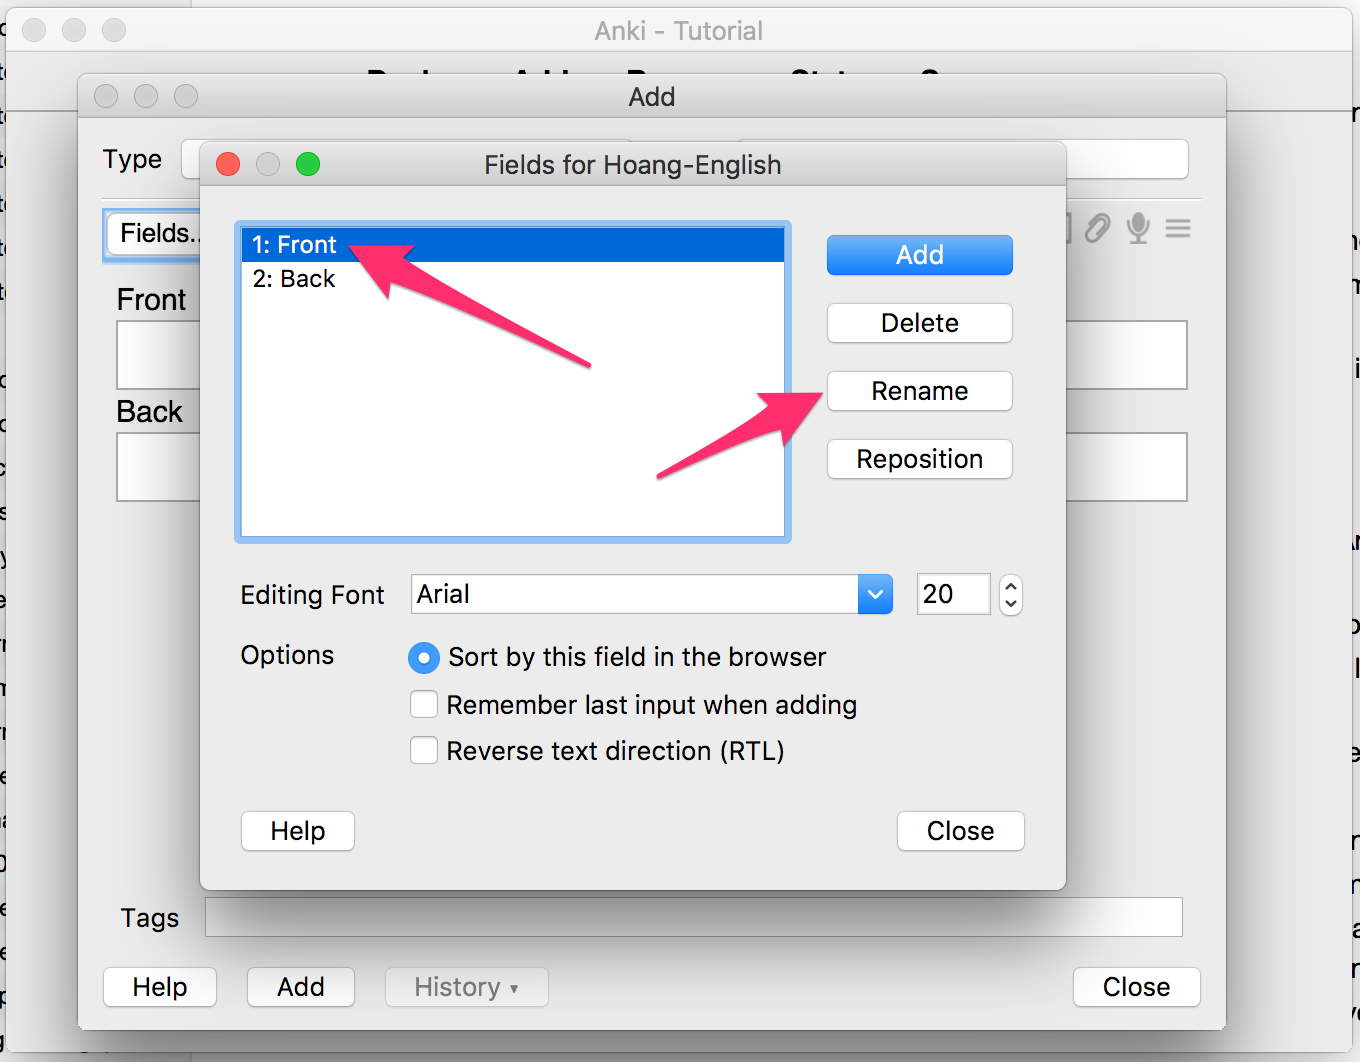 Anki - Tutorial
Add
Type
Fields for Hoang-English
Fields..
1: Front
2: Back
Add
Delete
Rename
Reposition
Front
Back
Editing Font
Arial
20
Options
Sort by this field in the browser
Remember last input when adding
Reverse text direction (RTL)
Help
Close
Tags
Help
Add
History ▾
Close